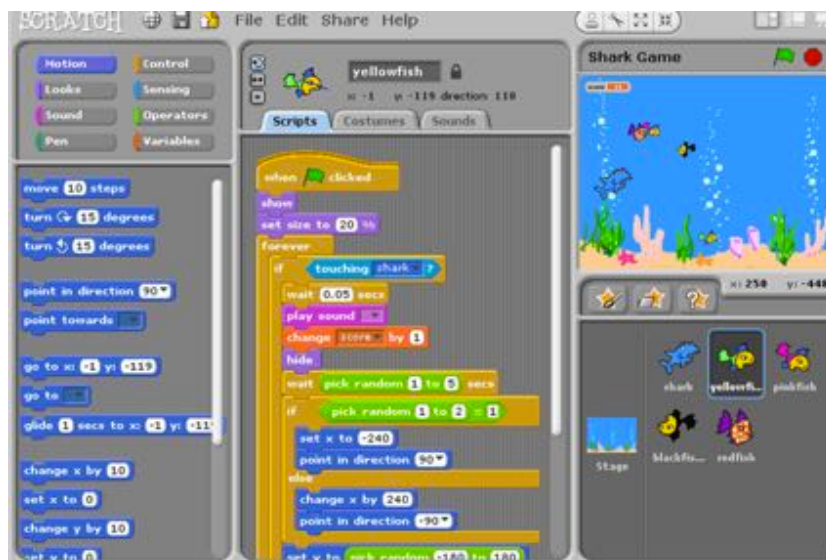 SCRATCH File Edit Share Help
Motion Control
Looks Sensing
Sound Operators
Pen Variables
move 10 steps
turn 15 degrees
turn 15 degrees
point in direction 90
point towards
go to x: -1 y: -119
go to
glide 1 secs to x: -1 y: -11
change x by 10
set x to 0
change y by 10
set y to 0
yellowfish
x: -1 y: -119 direction: 110
Scripts Costumes Sounds
when clicked
show
set size to 20 %
forever
if touching shark ?
wait 0.05 secs
play sound
change score by 1
hide
wait pick random 1 to 5 secs
if pick random 1 to 2 = 1
set x to -240
point in direction 90
else
change x by 240
point in direction -90
set y to pick random -180 to 180
Shark Game
x: 250 y: -448
shark yellowfi... pinkfish
Stage blackfis... redfish